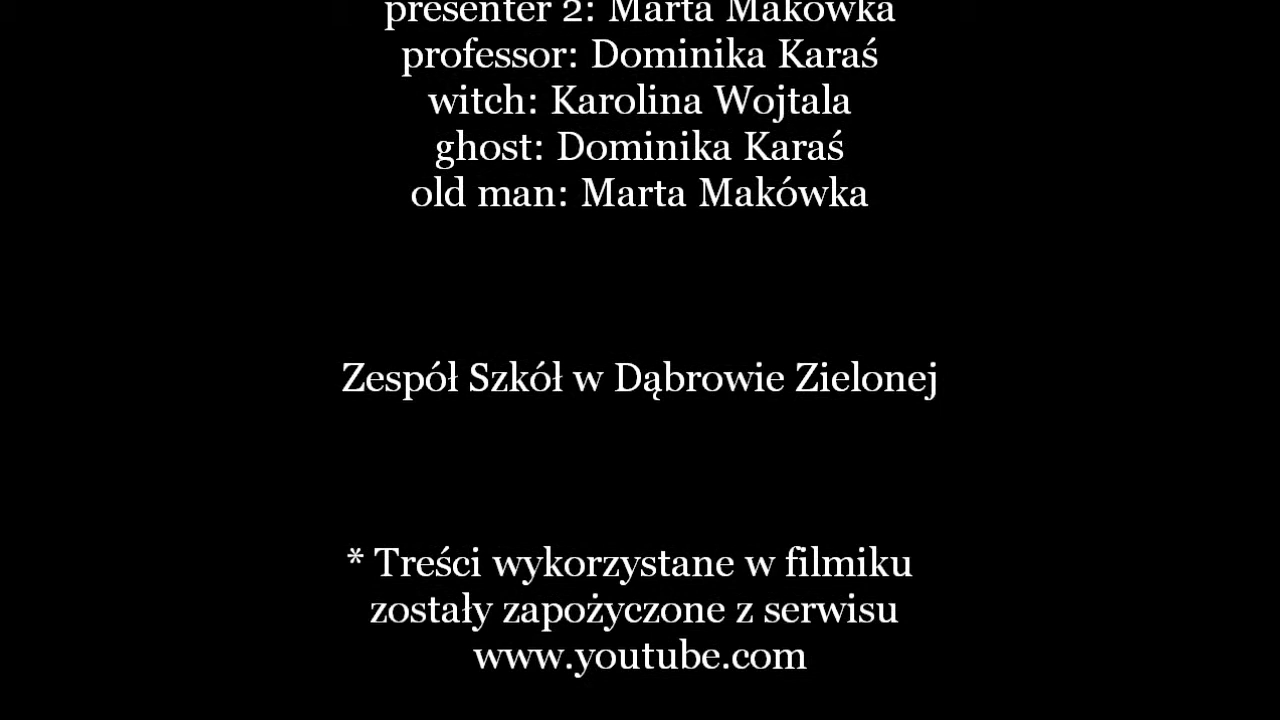 presenter 2: Marta Makówka
professor: Dominika Karaś
witch: Karolina Wojtala
ghost: Dominika Karaś
old man: Marta Makówka
Zespół Szkół w Dąbrowie Zielonej
* Treści wykorzystane w filmiku
zostały zapożyczone z serwisu
www.youtube.com